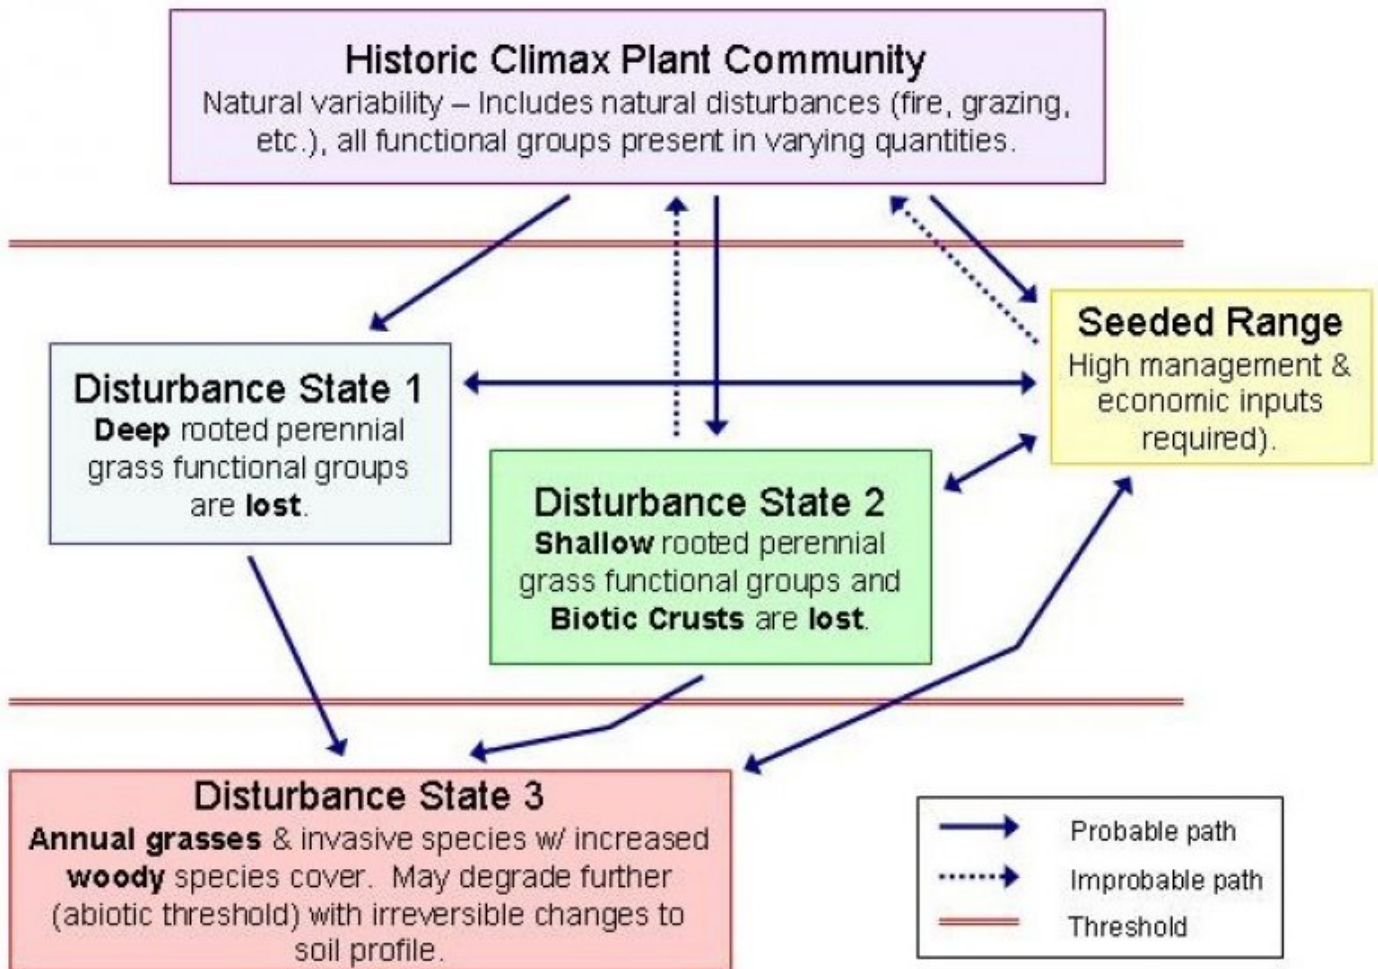 Historic Climax Plant Community
Natural variability – Includes natural disturbances (fire, grazing,
etc.), all functional groups present in varying quantities.
Seeded Range
High management &
economic inputs
required).
Disturbance State 1
Deep rooted perennial
grass functional groups
are lost.
Disturbance State 2
Shallow rooted perennial
grass functional groups and
Biotic Crusts are lost.
Disturbance State 3
Annual grasses & invasive species w/ increased
woody species cover. May degrade further
(abiotic threshold) with irreversible changes to
soil profile.
Probable path
Improbable path
Threshold